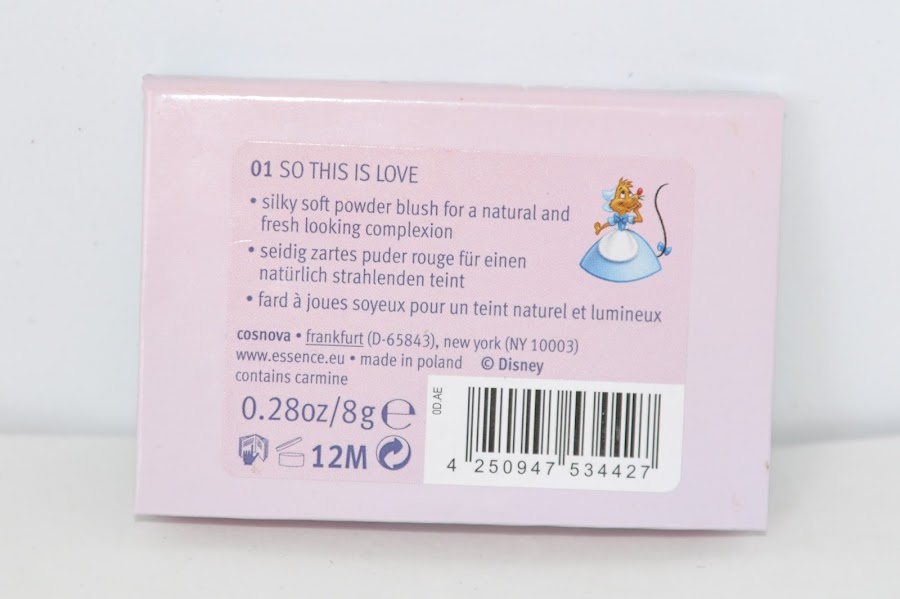 01 SO THIS IS LOVE
• silky soft powder blush for a natural and
fresh looking complexion
• seidig zartes puder rouge für einen
natürlich strahlenden teint
• fard à joues soyeux pour un teint naturel et lumineux
cosnova • frankfurt (D-65843), new york (NY 10003)
www.essence.eu • made in poland © Disney
contains carmine
0.28oz/8g ℮
12M
0D.AE
4 250947 534427